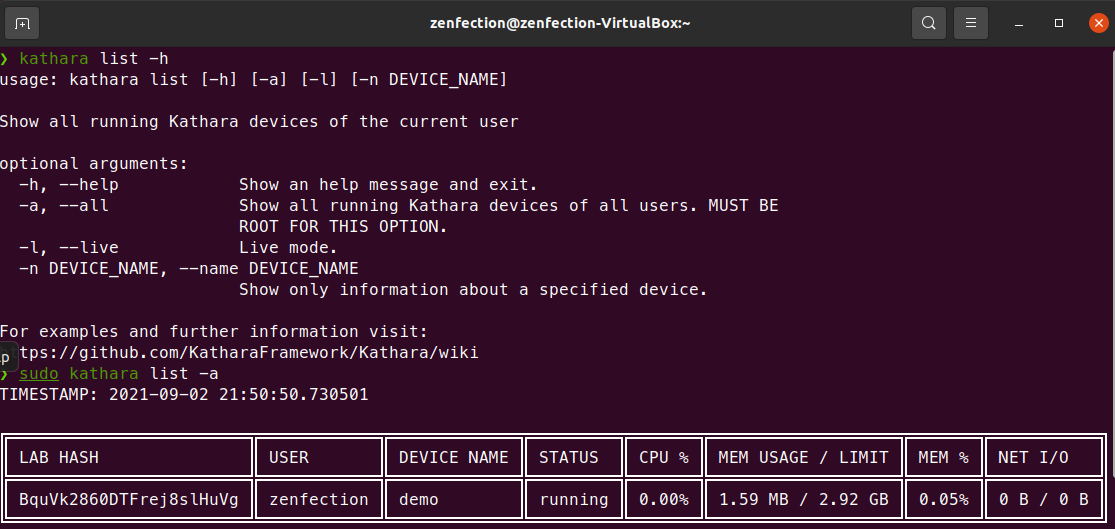 zenfection@zenfection-VirtualBox:~
❯ kathara list -h
usage: kathara list [-h] [-a] [-l] [-n DEVICE_NAME]
Show all running Kathara devices of the current user
optional arguments:
-h, --help Show an help message and exit.
-a, --all Show all running Kathara devices of all users. MUST BE
ROOT FOR THIS OPTION.
-l, --live Live mode.
-n DEVICE_NAME, --name DEVICE_NAME
Show only information about a specified device.
For examples and further information visit:
tps://github.com/KatharaFramework/Kathara/wiki
p
❯ sudo kathara list -a
TIMESTAMP: 2021-09-02 21:50:50.730501
LAB HASH USER DEVICE NAME STATUS CPU % MEM USAGE / LIMIT MEM % NET I/O
BquVk2860DTFrej8slHuVg zenfection demo running 0.00% 1.59 MB / 2.92 GB 0.05% 0 B / 0 B